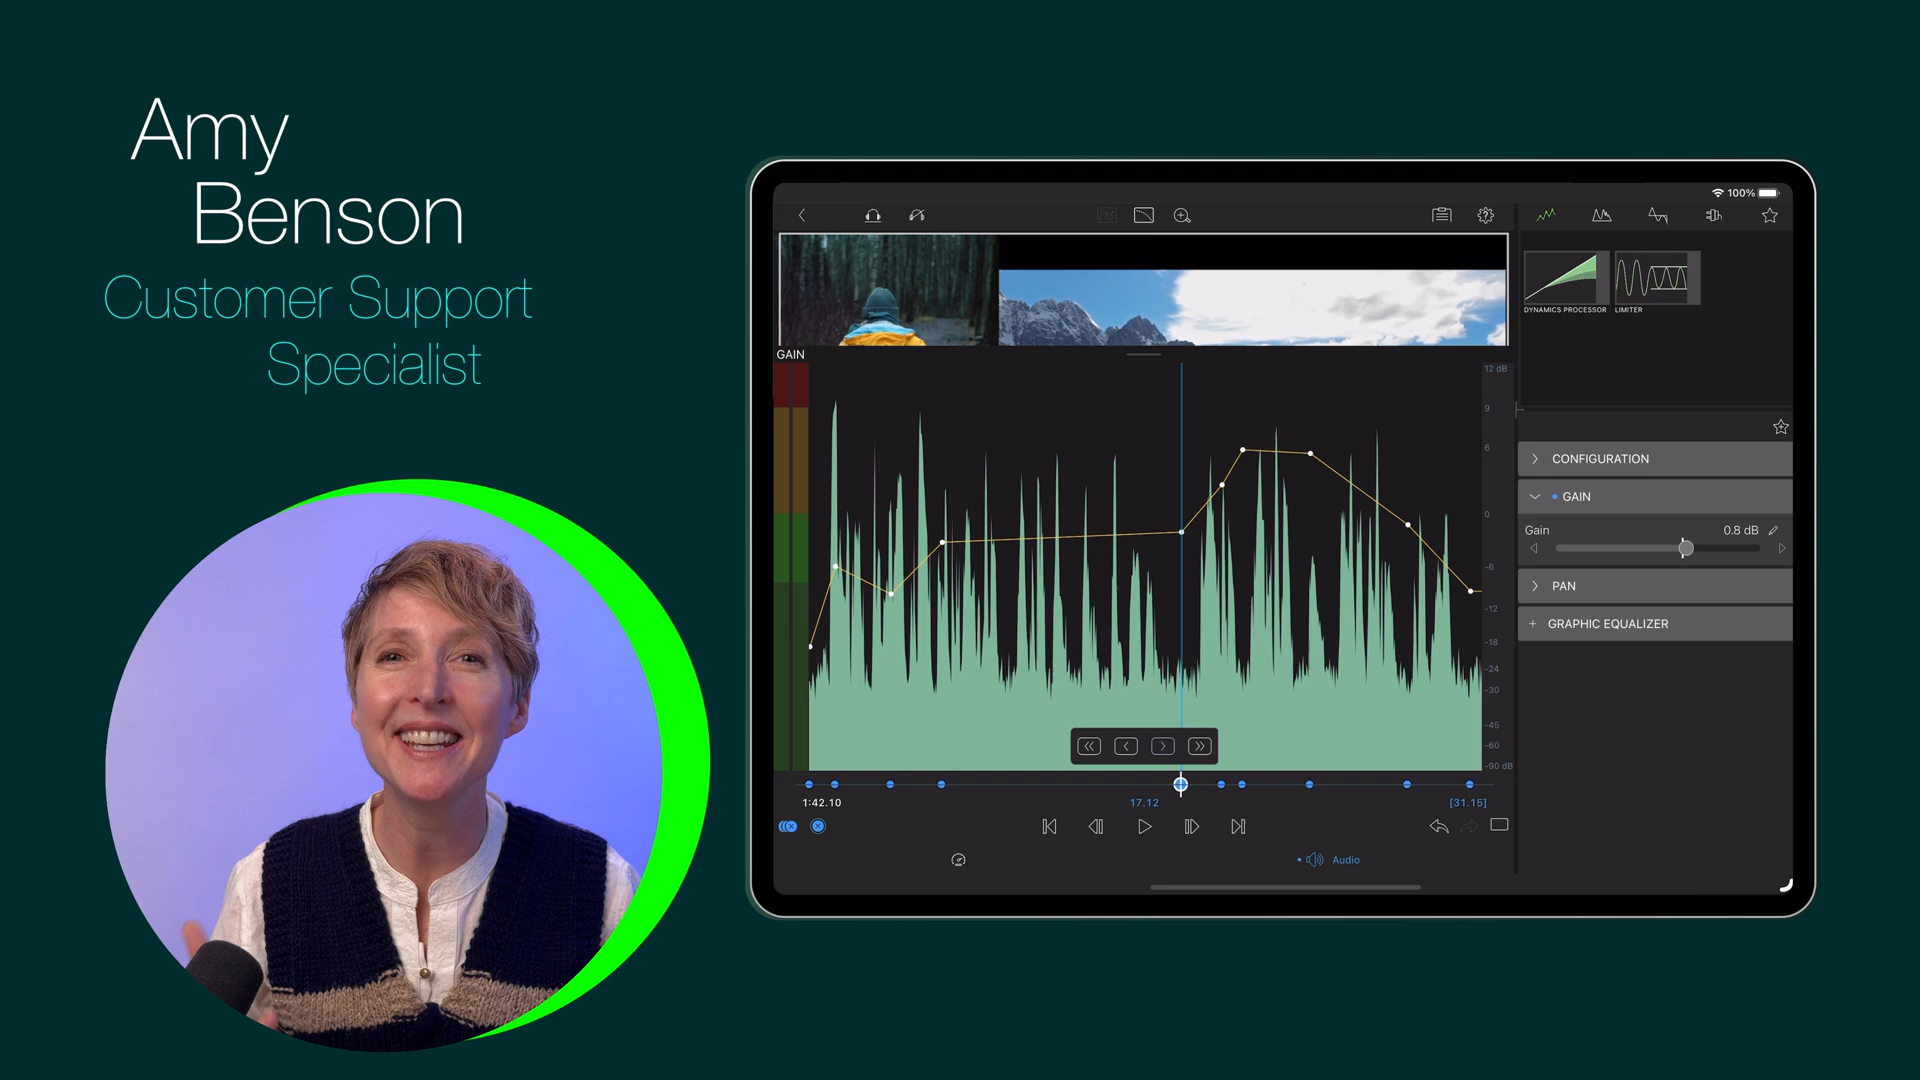 Amy
Benson
Customer Support
Specialist
100%
DYNAMICS PROCESSOR
LIMITER
GAIN
12 dB
9
6
0
-6
-12
-18
-24
-30
-45
-60
-90 dB
CONFIGURATION
GAIN
Gain 0.8 dB
PAN
GRAPHIC EQUALIZER
1:42.10
17.12
[31.15]
Audio